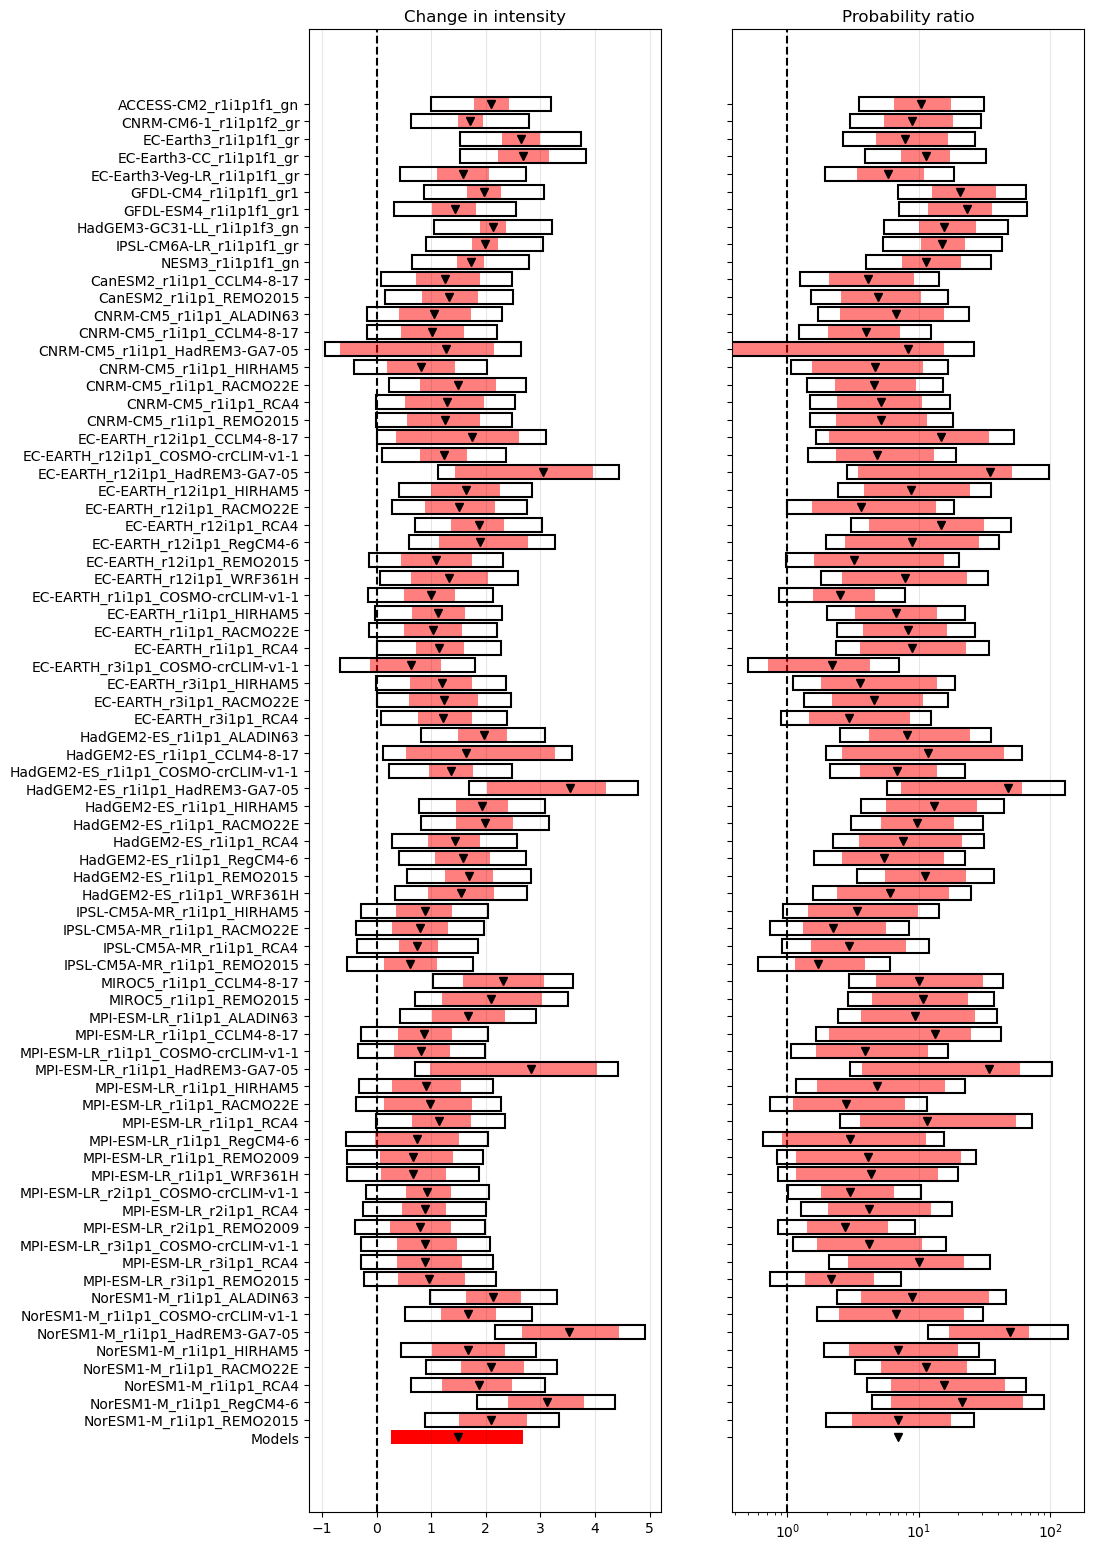 Change in intensity
Probability ratio
ACCESS-CM2_r1i1p1f1_gn
CNRM-CM6-1_r1i1p1f2_gr
EC-Earth3_r1i1p1f1_gr
EC-Earth3-CC_r1i1p1f1_gr
EC-Earth3-Veg-LR_r1i1p1f1_gr
GFDL-CM4_r1i1p1f1_gr1
GFDL-ESM4_r1i1p1f1_gr1
HadGEM3-GC31-LL_r1i1p1f3_gn
IPSL-CM6A-LR_r1i1p1f1_gr
NESM3_r1i1p1f1_gn
CanESM2_r1i1p1_CCLM4-8-17
CanESM2_r1i1p1_REMO2015
CNRM-CM5_r1i1p1_ALADIN63
CNRM-CM5_r1i1p1_CCLM4-8-17
CNRM-CM5_r1i1p1_HadREM3-GA7-05
CNRM-CM5_r1i1p1_HIRHAM5
CNRM-CM5_r1i1p1_RACMO22E
CNRM-CM5_r1i1p1_RCA4
CNRM-CM5_r1i1p1_REMO2015
EC-EARTH_r12i1p1_CCLM4-8-17
EC-EARTH_r12i1p1_COSMO-crCLIM-v1-1
EC-EARTH_r12i1p1_HadREM3-GA7-05
EC-EARTH_r12i1p1_HIRHAM5
EC-EARTH_r12i1p1_RACMO22E
EC-EARTH_r12i1p1_RCA4
EC-EARTH_r12i1p1_RegCM4-6
EC-EARTH_r12i1p1_REMO2015
EC-EARTH_r12i1p1_WRF361H
EC-EARTH_r1i1p1_COSMO-crCLIM-v1-1
EC-EARTH_r1i1p1_HIRHAM5
EC-EARTH_r1i1p1_RACMO22E
EC-EARTH_r1i1p1_RCA4
EC-EARTH_r3i1p1_COSMO-crCLIM-v1-1
EC-EARTH_r3i1p1_HIRHAM5
EC-EARTH_r3i1p1_RACMO22E
EC-EARTH_r3i1p1_RCA4
HadGEM2-ES_r1i1p1_ALADIN63
HadGEM2-ES_r1i1p1_CCLM4-8-17
HadGEM2-ES_r1i1p1_COSMO-crCLIM-v1-1
HadGEM2-ES_r1i1p1_HadREM3-GA7-05
HadGEM2-ES_r1i1p1_HIRHAM5
HadGEM2-ES_r1i1p1_RACMO22E
HadGEM2-ES_r1i1p1_RCA4
HadGEM2-ES_r1i1p1_RegCM4-6
HadGEM2-ES_r1i1p1_REMO2015
HadGEM2-ES_r1i1p1_WRF361H
IPSL-CM5A-MR_r1i1p1_HIRHAM5
IPSL-CM5A-MR_r1i1p1_RACMO22E
IPSL-CM5A-MR_r1i1p1_RCA4
IPSL-CM5A-MR_r1i1p1_REMO2015
MIROC5_r1i1p1_CCLM4-8-17
MIROC5_r1i1p1_REMO2015
MPI-ESM-LR_r1i1p1_ALADIN63
MPI-ESM-LR_r1i1p1_CCLM4-8-17
MPI-ESM-LR_r1i1p1_COSMO-crCLIM-v1-1
MPI-ESM-LR_r1i1p1_HadREM3-GA7-05
MPI-ESM-LR_r1i1p1_HIRHAM5
MPI-ESM-LR_r1i1p1_RACMO22E
MPI-ESM-LR_r1i1p1_RCA4
MPI-ESM-LR_r1i1p1_RegCM4-6
MPI-ESM-LR_r1i1p1_REMO2009
MPI-ESM-LR_r1i1p1_WRF361H
MPI-ESM-LR_r2i1p1_COSMO-crCLIM-v1-1
MPI-ESM-LR_r2i1p1_RCA4
MPI-ESM-LR_r2i1p1_REMO2009
MPI-ESM-LR_r3i1p1_COSMO-crCLIM-v1-1
MPI-ESM-LR_r3i1p1_RCA4
MPI-ESM-LR_r3i1p1_REMO2015
NorESM1-M_r1i1p1_ALADIN63
NorESM1-M_r1i1p1_COSMO-crCLIM-v1-1
NorESM1-M_r1i1p1_HadREM3-GA7-05
NorESM1-M_r1i1p1_HIRHAM5
NorESM1-M_r1i1p1_RACMO22E
NorESM1-M_r1i1p1_RCA4
NorESM1-M_r1i1p1_RegCM4-6
NorESM1-M_r1i1p1_REMO2015
Models
−1 0 1 2 3 4 5
10⁰ 10¹ 10²